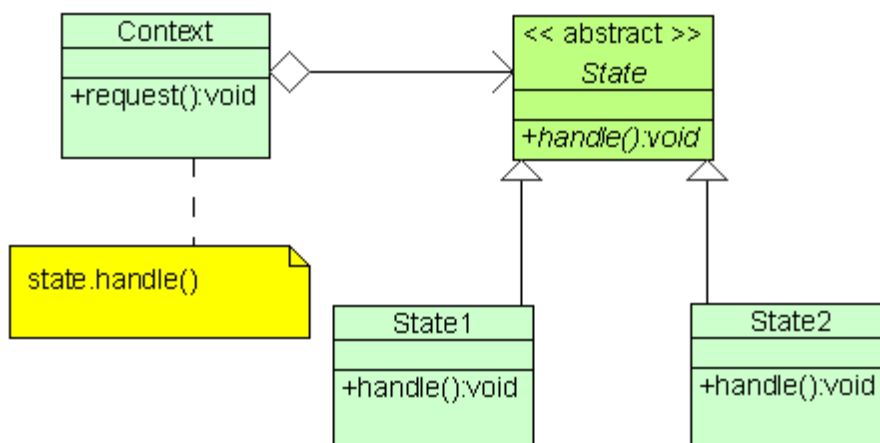 Context
+request():void
<< abstract >>
State
+handle():void
state.handle()
State1
+handle():void
State2
+handle():void